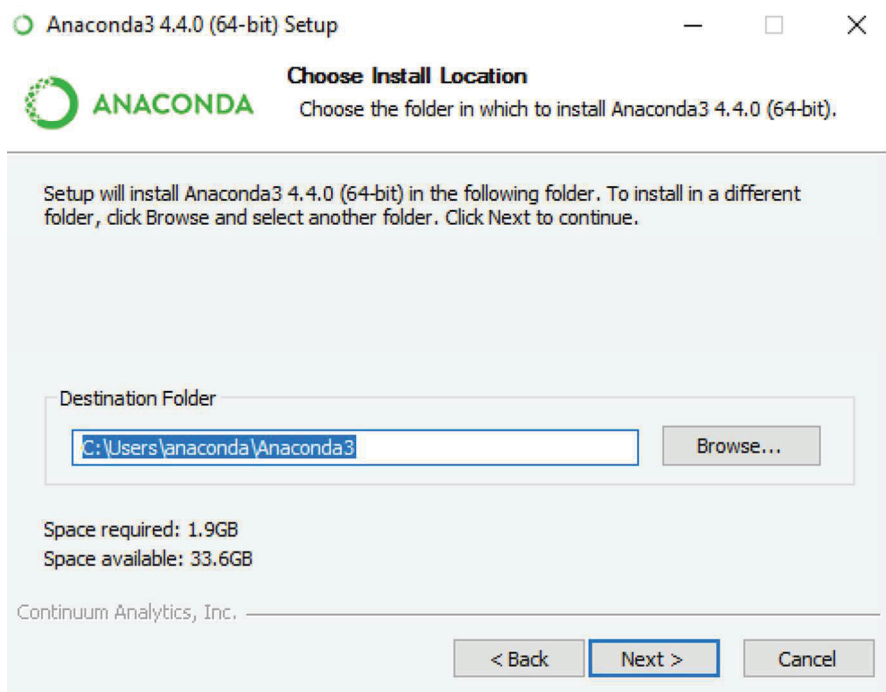 Anaconda3 4.4.0 (64-bit) Setup
ANACONDA
Choose Install Location
Choose the folder in which to install Anaconda3 4.4.0 (64-bit).
Setup will install Anaconda3 4.4.0 (64-bit) in the following folder. To install in a different
folder, click Browse and select another folder. Click Next to continue.
Destination Folder
C:\Users\anaconda\Anaconda3
Browse...
Space required: 1.9GB
Space available: 33.6GB
Continuum Analytics, Inc.
< Back
Next >
Cancel